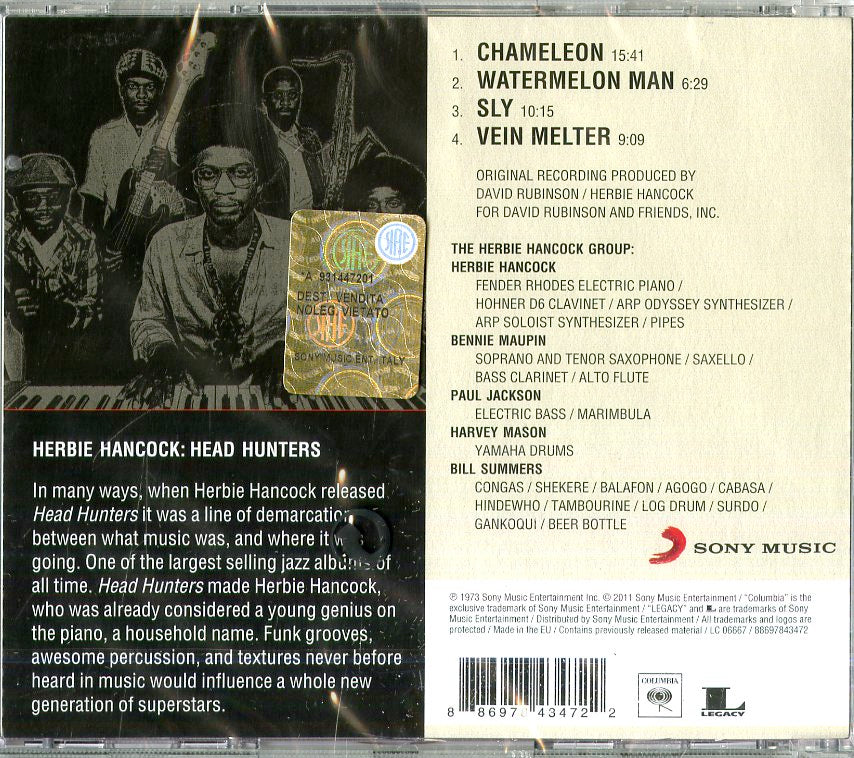 1. CHAMELEON 15:41
2. WATERMELON MAN 6:29
3. SLY 10:15
4. VEIN MELTER 9:09
ORIGINAL RECORDING PRODUCED BY
DAVID RUBINSON / HERBIE HANCOCK
FOR DAVID RUBINSON AND FRIENDS, INC.
THE HERBIE HANCOCK GROUP:
HERBIE HANCOCK
FENDER RHODES ELECTRIC PIANO /
HOHNER D6 CLAVINET / ARP ODYSSEY SYNTHESIZER /
ARP SOLOIST SYNTHESIZER / PIPES
BENNIE MAUPIN
SOPRANO AND TENOR SAXOPHONE / SAXELLO /
BASS CLARINET / ALTO FLUTE
PAUL JACKSON
ELECTRIC BASS / MARIMBULA
HARVEY MASON
YAMAHA DRUMS
BILL SUMMERS
CONGAS / SHEKERE / BALAFON / AGOGO / CABASA /
HINDEWHO / TAMBOURINE / LOG DRUM / SURDO /
GANKOQUI / BEER BOTTLE
SONY MUSIC
SIAE
SIAE
SIAE
*A 931447201
DEST. VENDITA
NOLEG. VIETATO
SONY MUSIC ENT. ITALY
HERBIE HANCOCK: HEAD HUNTERS
In many ways, when Herbie Hancock released
Head Hunters it was a line of demarcation
between what music was, and where it was
going. One of the largest selling jazz albums of
all time. Head Hunters made Herbie Hancock,
who was already considered a young genius on
the piano, a household name. Funk grooves,
awesome percussion, and textures never before
heard in music would influence a whole new
generation of superstars.
℗ 1973 Sony Music Entertainment Inc. © 2011 Sony Music Entertainment / "Columbia" is the
exclusive trademark of Sony Music Entertainment / "LEGACY" and L are trademarks of Sony
Music Entertainment / Distributed by Sony Music Entertainment / All trademarks and logos are
protected / Made in the EU / Contains previously released material / LC 06667 / 88697843472
8 86978 43472 2
COLUMBIA
L
LEGACY